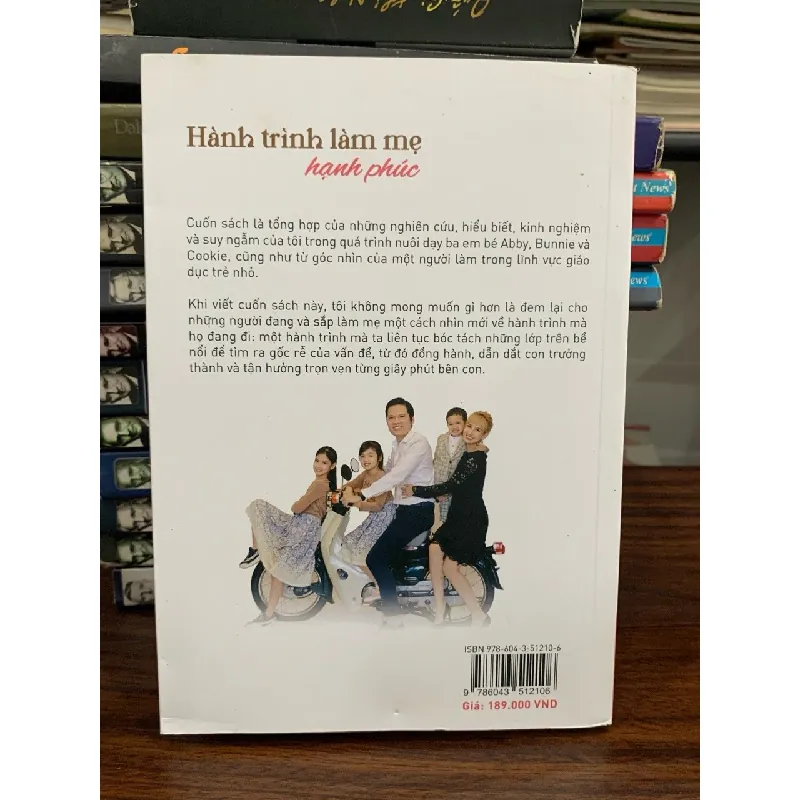 Hành trình làm mẹ
hạnh phúc
Cuốn sách là tổng hợp của những nghiên cứu, hiểu biết, kinh nghiệm
và suy ngẫm của tôi trong quá trình nuôi dạy ba em bé Abby, Bunnie và
Cookie, cũng như từ góc nhìn của một người làm trong lĩnh vực giáo
dục trẻ nhỏ.
Khi viết cuốn sách này, tôi không mong muốn gì hơn là đem lại cho
những người đang và sắp làm mẹ một cách nhìn mới về hành trình mà
họ đang đi: một hành trình mà ta liên tục bóc tách những lớp trên bề
nổi để tìm ra gốc rễ của vấn đề, từ đó đồng hành, dẫn dắt con trưởng
thành và tận hưởng trọn vẹn từng giây phút bên con.
ISBN 978-604-3-51210-6
9 786043 512106
Giá: 189.000 VND
News